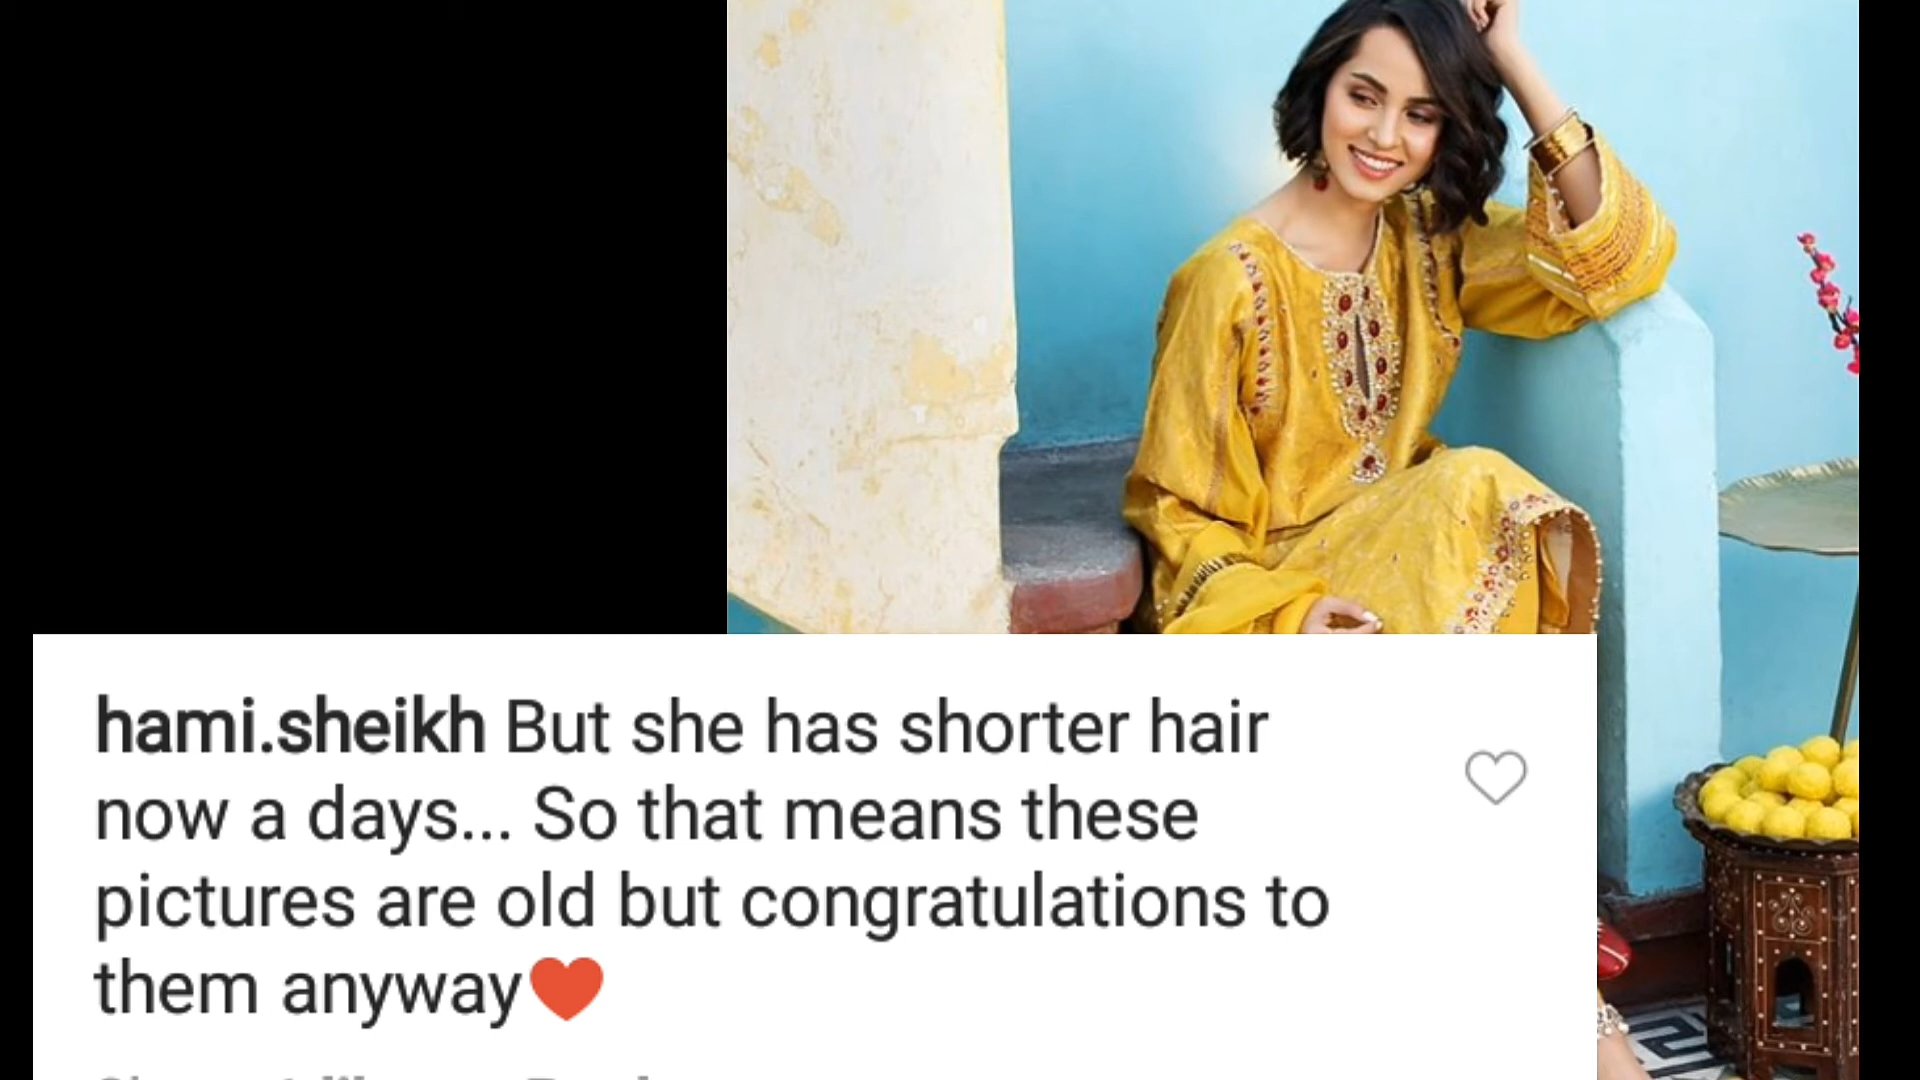 hami.sheikh But she has shorter hair
now a days... So that means these
pictures are old but congratulations to
them anyway❤️